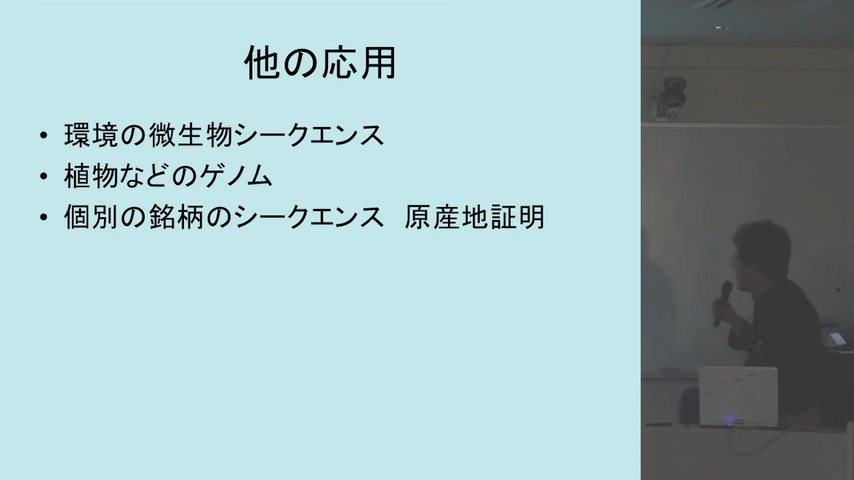 他の応用
• 環境の微生物シークエンス
• 植物などのゲノム
• 個別の銘柄のシークエンス 原産地証明